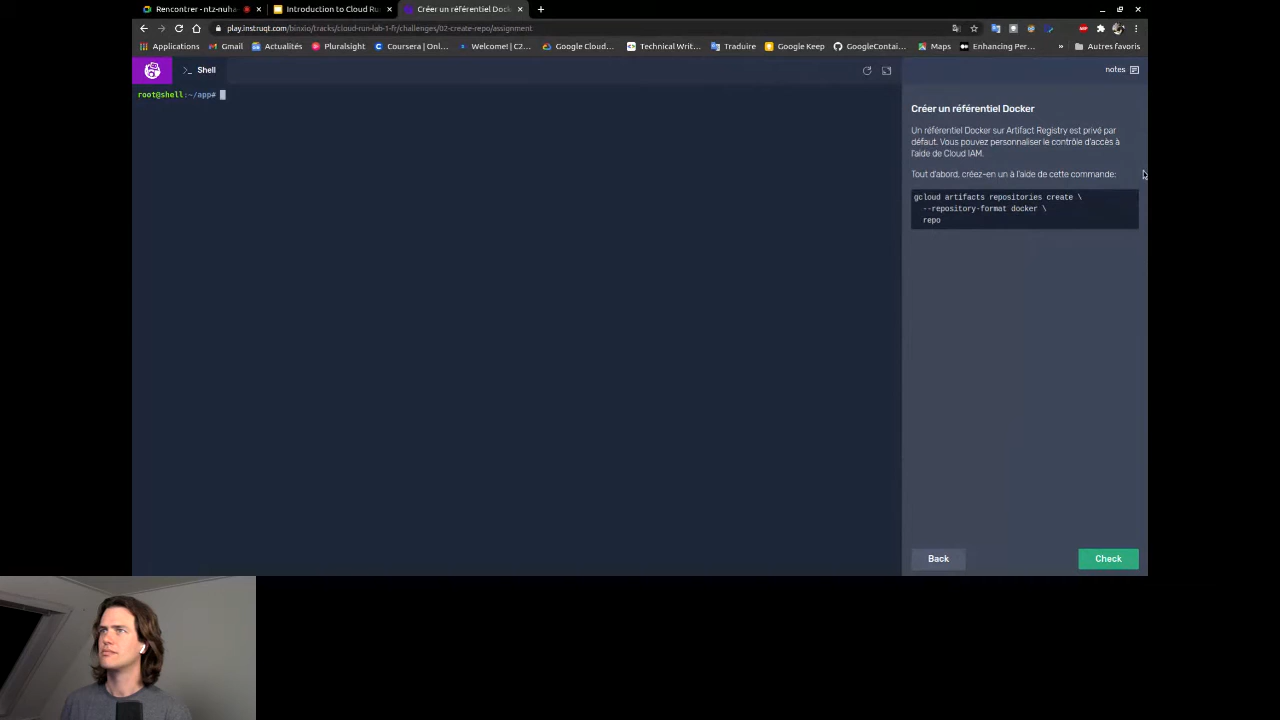 Rencontrer - ntz-nuha
Introduction to Cloud Ru
Créer un référentiel Dock
play.instruqt.com/binxio/tracks/cloud-run-lab-1-fr/challenges/02-create-repo/assignment
Applications
Gmail
Actualités
Pluralsight
Coursera | Onl...
Welcome! | C2...
Google Cloud...
Technical Writ...
Traduire
Google Keep
GoogleContai...
Maps
Enhancing Per...
»
Autres favoris
>_ Shell
notes
root@shell:~/app#
Créer un référentiel Docker
Un référentiel Docker sur Artifact Registry est privé par
défaut. Vous pouvez personnaliser le contrôle d'accès à
l'aide de Cloud IAM.
Tout d'abord, créez-en un à l'aide de cette commande:
gcloud artifacts repositories create \
--repository-format docker \
repo
Back
Check